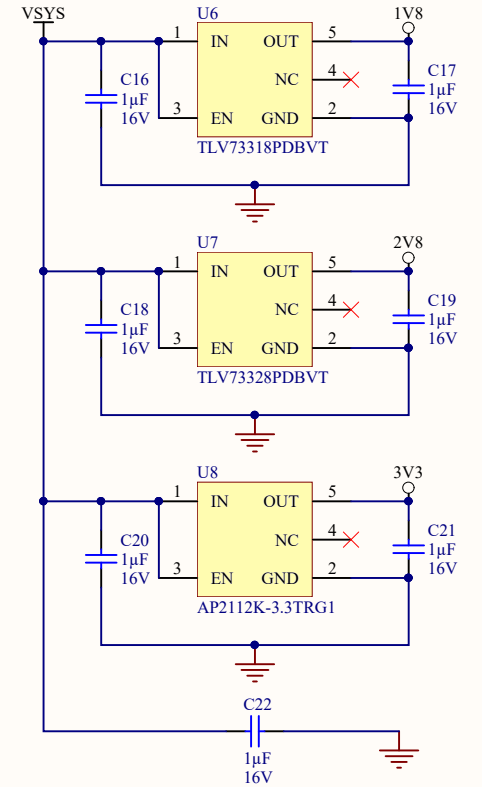 VSYS
U6
1V8
1
IN
OUT
5
C16
1µF
16V
NC
4
C17
1µF
16V
3
EN
GND
2
TLV73318PDBVT
U7
2V8
1
IN
OUT
5
C18
1µF
16V
NC
4
C19
1µF
16V
3
EN
GND
2
TLV73328PDBVT
U8
3V3
1
IN
OUT
5
C20
1µF
16V
NC
4
C21
1µF
16V
3
EN
GND
2
AP2112K-3.3TRG1
C22
1µF
16V